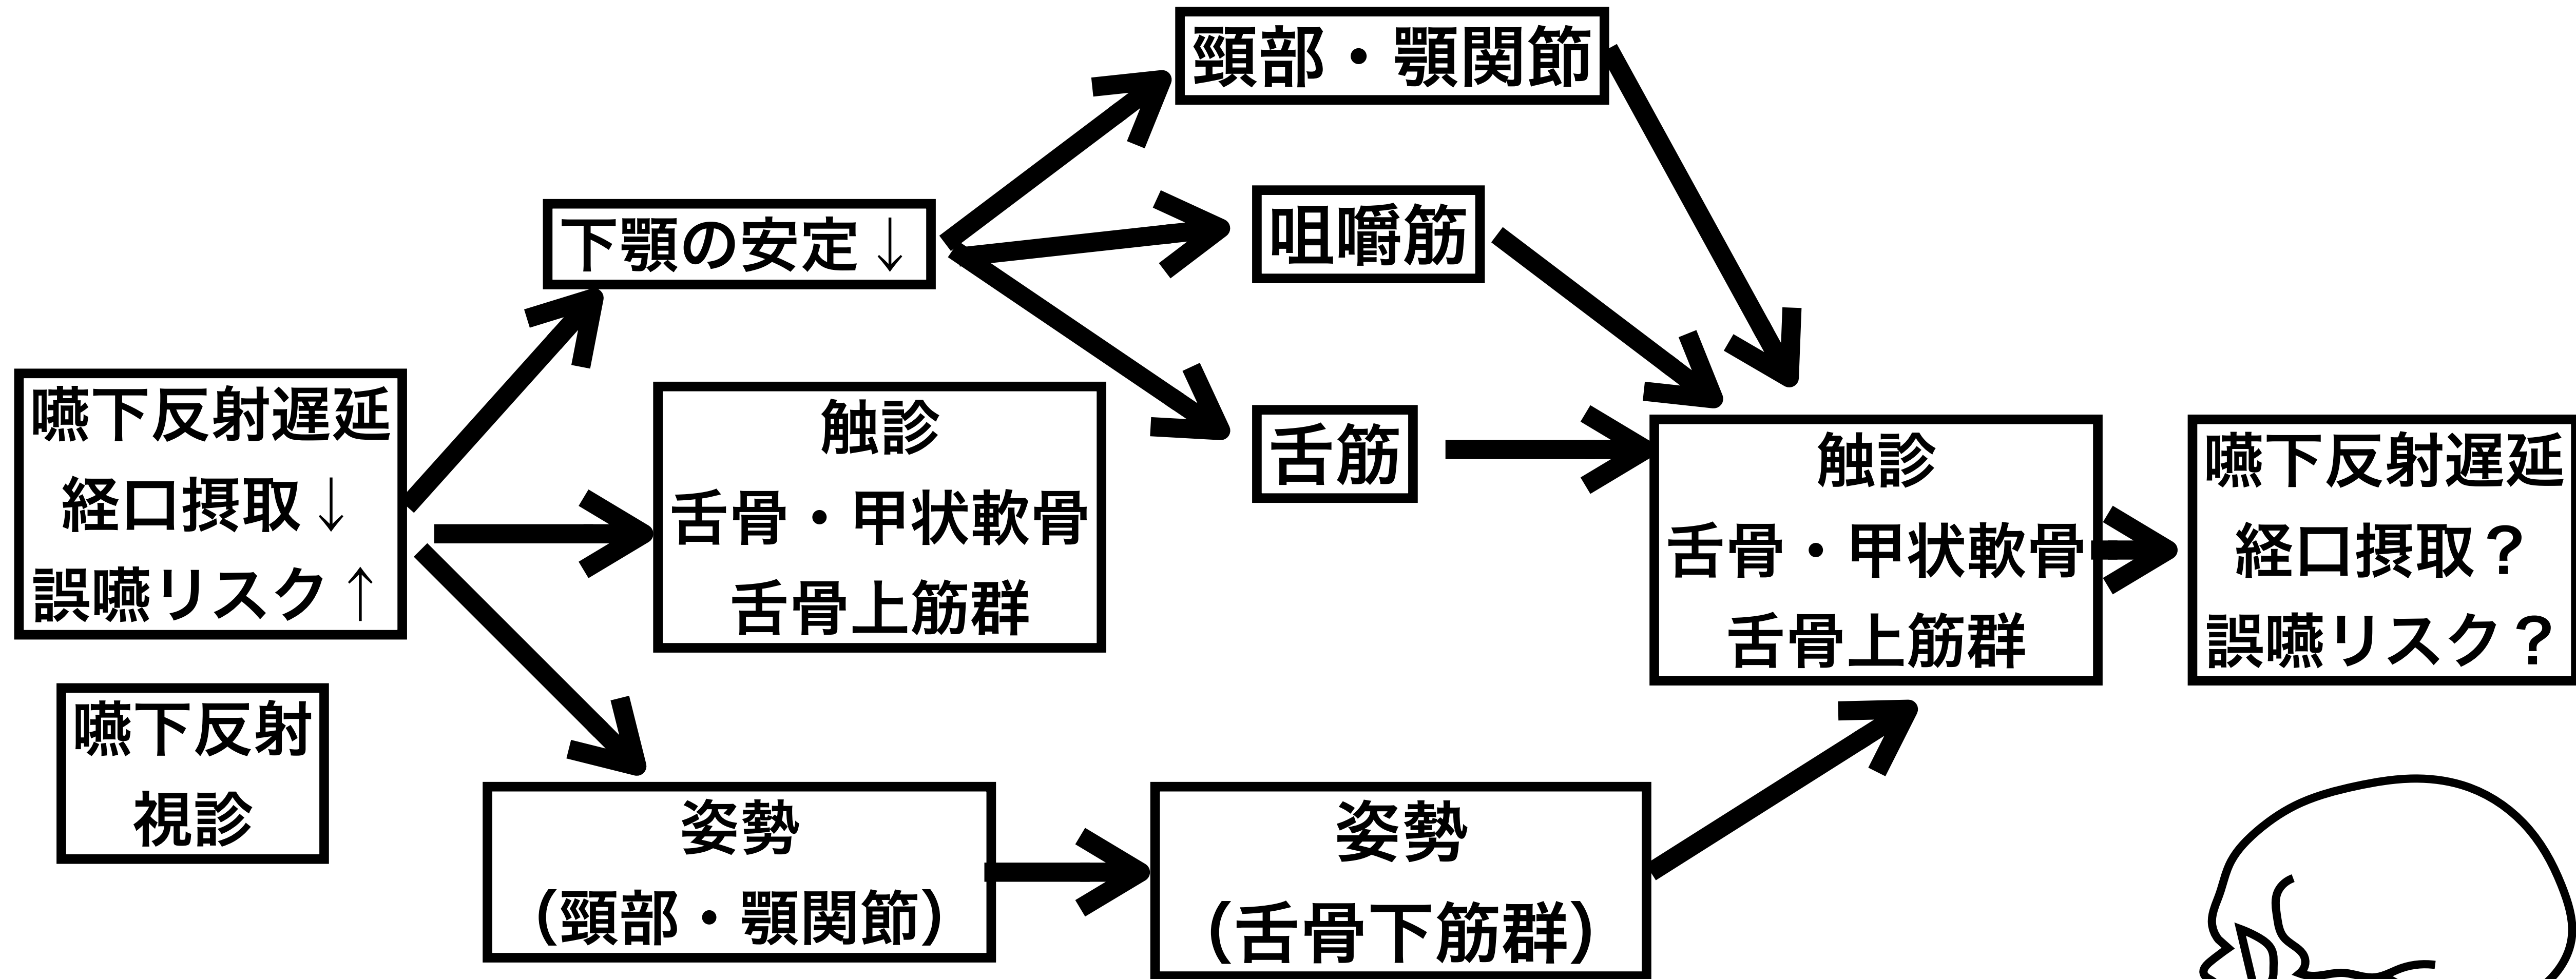 頸部・顎関節
咀嚼筋
下顎の安定↓
嚥下反射遅延
経口摂取↓
誤嚥リスク↑
触診
舌骨・甲状軟骨
舌骨上筋群
舌筋
触診
舌骨・甲状軟骨
舌骨上筋群
嚥下反射遅延
経口摂取？
誤嚥リスク？
嚥下反射
視診
姿勢
（頸部・顎関節）
姿勢
（舌骨下筋群）